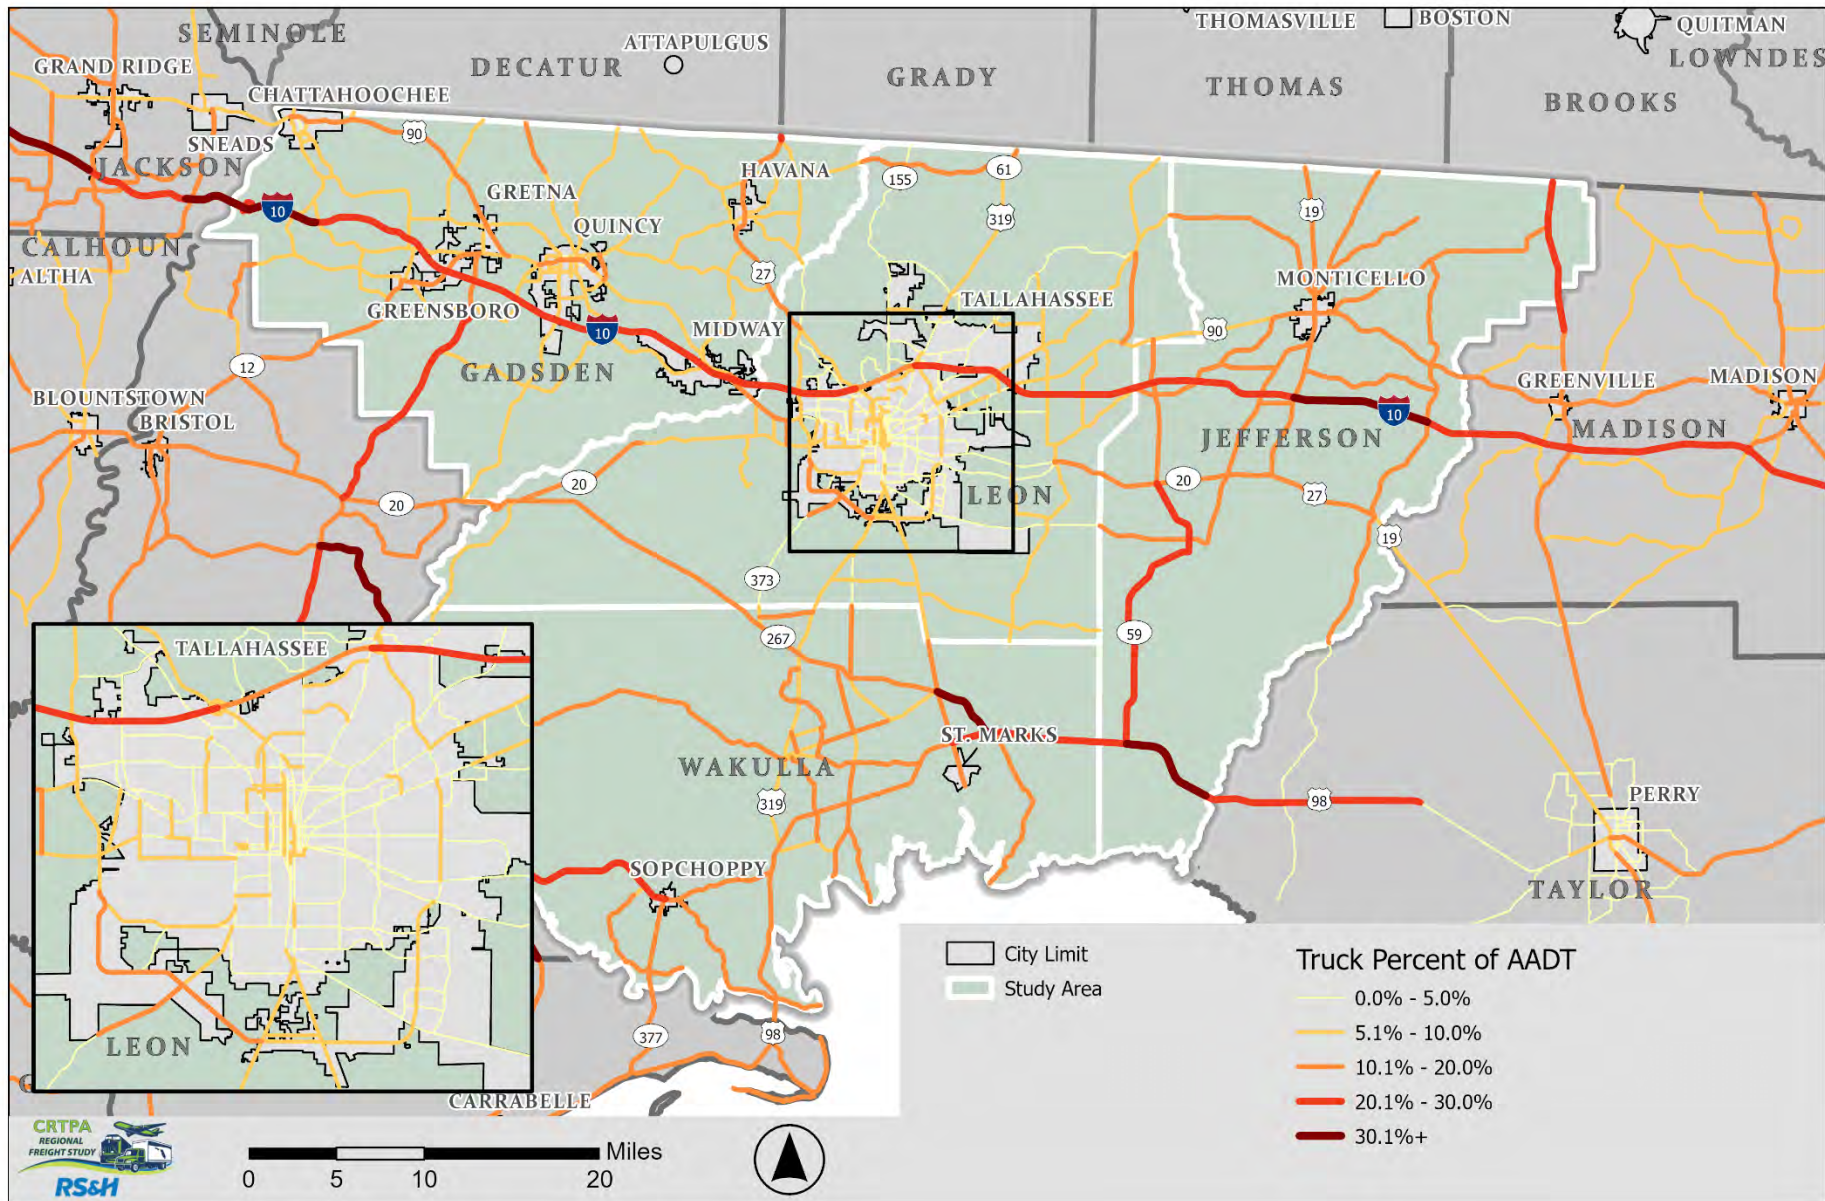 THOMASVILLE
BOSTON
QUITMAN
SEMINOLE
ATTAPULGUS
LOWNDES
GRAND RIDGE
DECATUR
GRADY
THOMAS
BROOKS
CHATTAHOOCHEE
90
SNEADS
JACKSON
HAVANA
155
61
GRETNA
10
319
19
QUINCY
CALHOUN
ALTHA
27
MONTICELLO
GREENSBORO
TALLAHASSEE
10
MIDWAY
90
12
GADSDEN
GREENVILLE
MADISON
BLOUNTSTOWN
BRISTOL
10
JEFFERSON
MADISON
20
20
20
LEON
27
19
373
59
267
TALLAHASSEE
ST. MARKS
WAKULLA
319
98
PERRY
SOPCHOPPY
TAYLOR
377
98
LEON
CARRABELLE
City Limit
Study Area
Truck Percent of AADT
0.0% - 5.0%
5.1% - 10.0%
10.1% - 20.0%
20.1% - 30.0%
30.1%+
CRTPA
REGIONAL
FREIGHT STUDY
RS&H
Miles
0 5 10 20